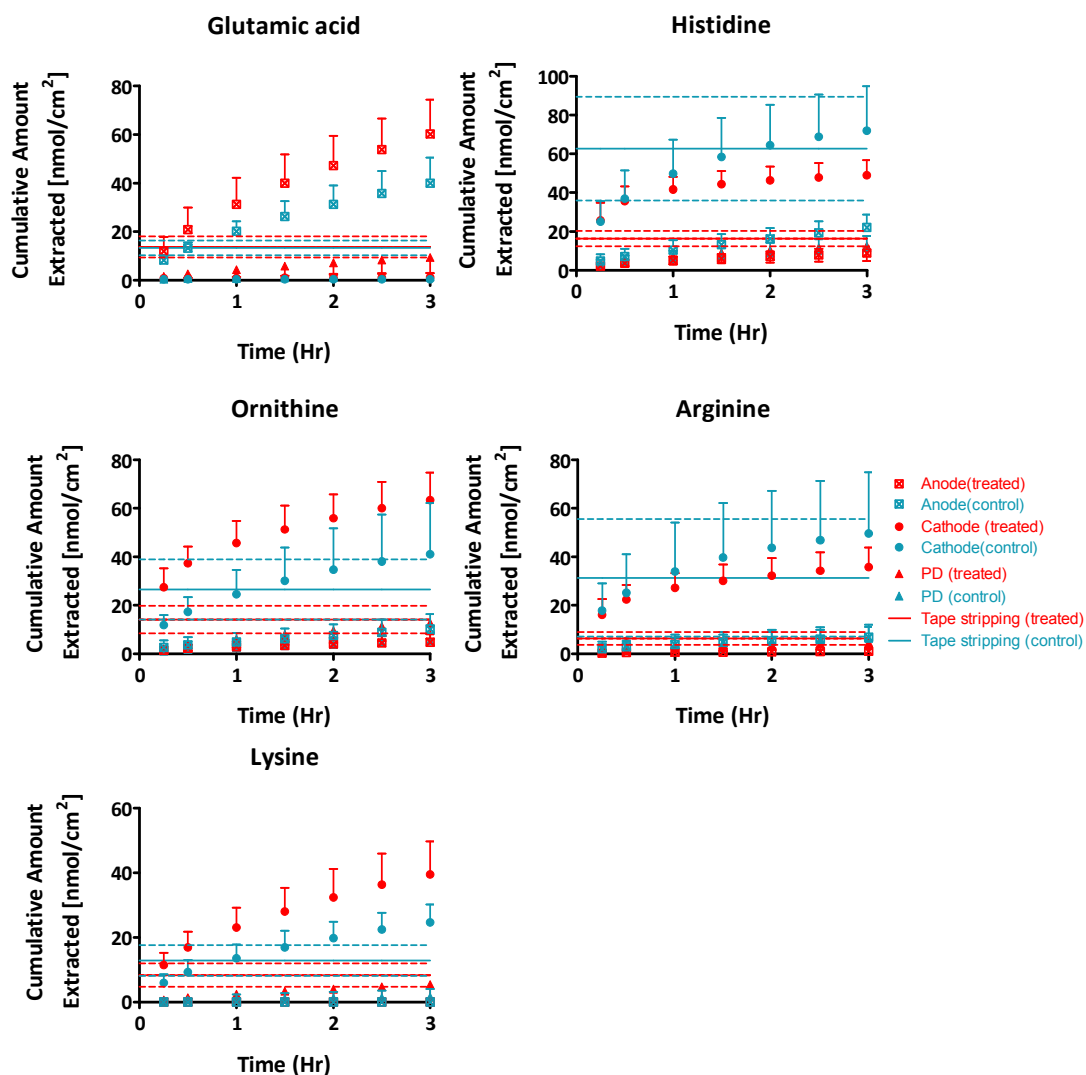 Glutamic acid
Cumulative Amount
Extracted [nmol/cm²]
80
60
40
20
0
0
1
2
3
Time (Hr)
Histidine
Cumulative Amount
Extracted [nmol/cm²]
100
80
60
40
20
0
0
1
2
3
Time (Hr)
Ornithine
Cumulative Amount
Extracted [nmol/cm²]
80
60
40
20
0
0
1
2
3
Time (Hr)
Arginine
Cumulative Amount
Extracted [nmol/cm²]
80
60
40
20
0
0
1
2
3
Time (Hr)
Anode(treated)
Anode(control)
Cathode (treated)
Cathode(control)
PD (treated)
PD (control)
Tape stripping (treated)
Tape stripping (control)
Lysine
Cumulative Amount
Extracted [nmol/cm²]
60
40
20
0
0
1
2
3
Time (Hr)